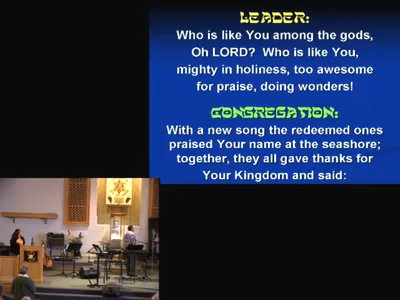 LEADER:
Who is like You among the gods,
Oh LORD? Who is like You,
mighty in holiness, too awesome
for praise, doing wonders!
CONGREGATION:
With a new song the redeemed ones
praised Your name at the seashore;
together, they all gave thanks for
Your Kingdom and said: